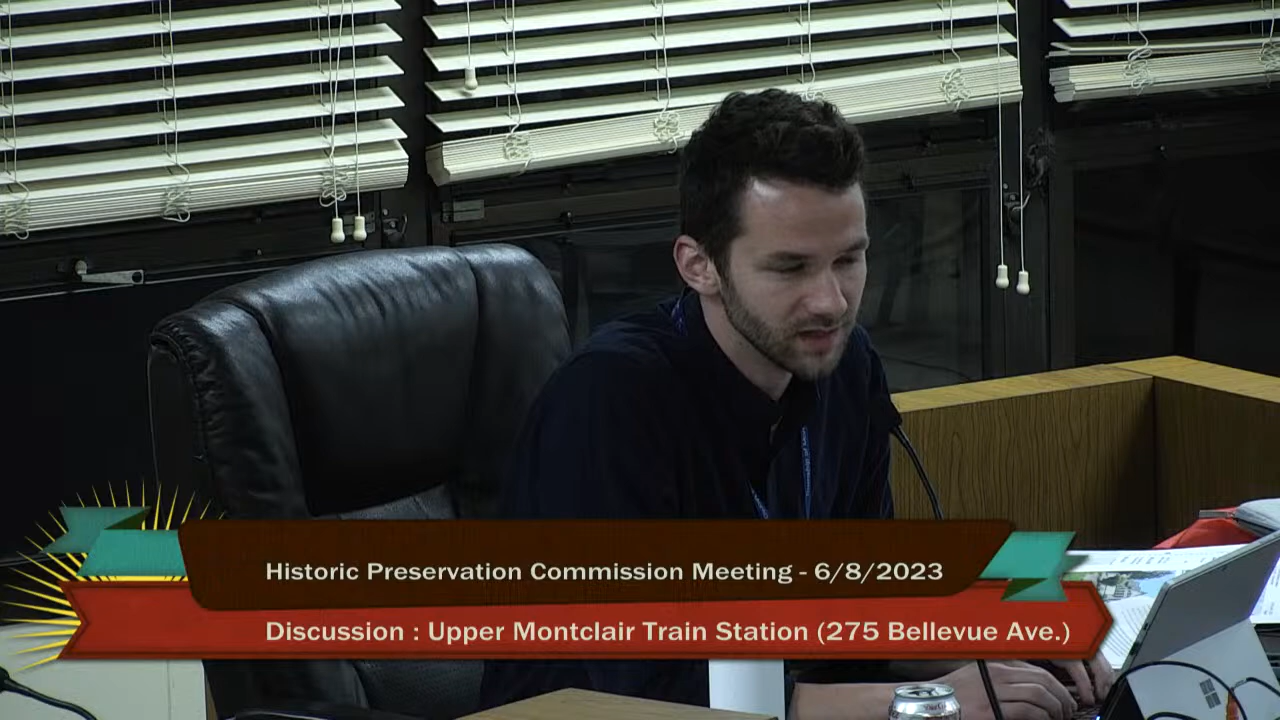 Historic Preservation Commission Meeting - 6/8/2023
Discussion : Upper Montclair Train Station (275 Bellevue Ave.)